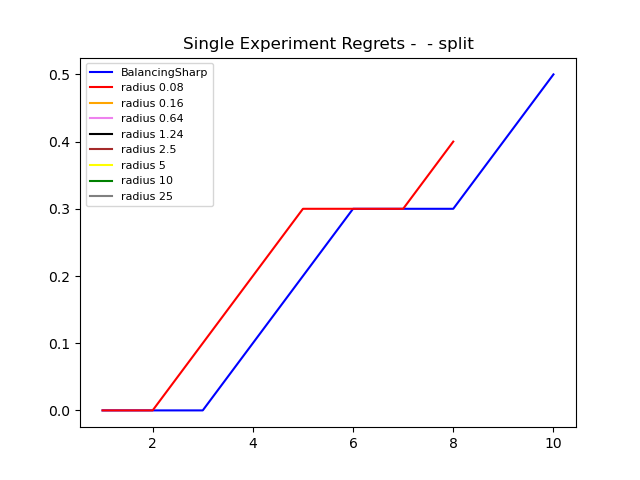 Single Experiment Regrets -  - split
BalancingSharp
radius 0.08
radius 0.16
radius 0.64
radius 1.24
radius 2.5
radius 5
radius 10
radius 25
0.5
0.4
0.3
0.2
0.1
0.0
2 4 6 8 10